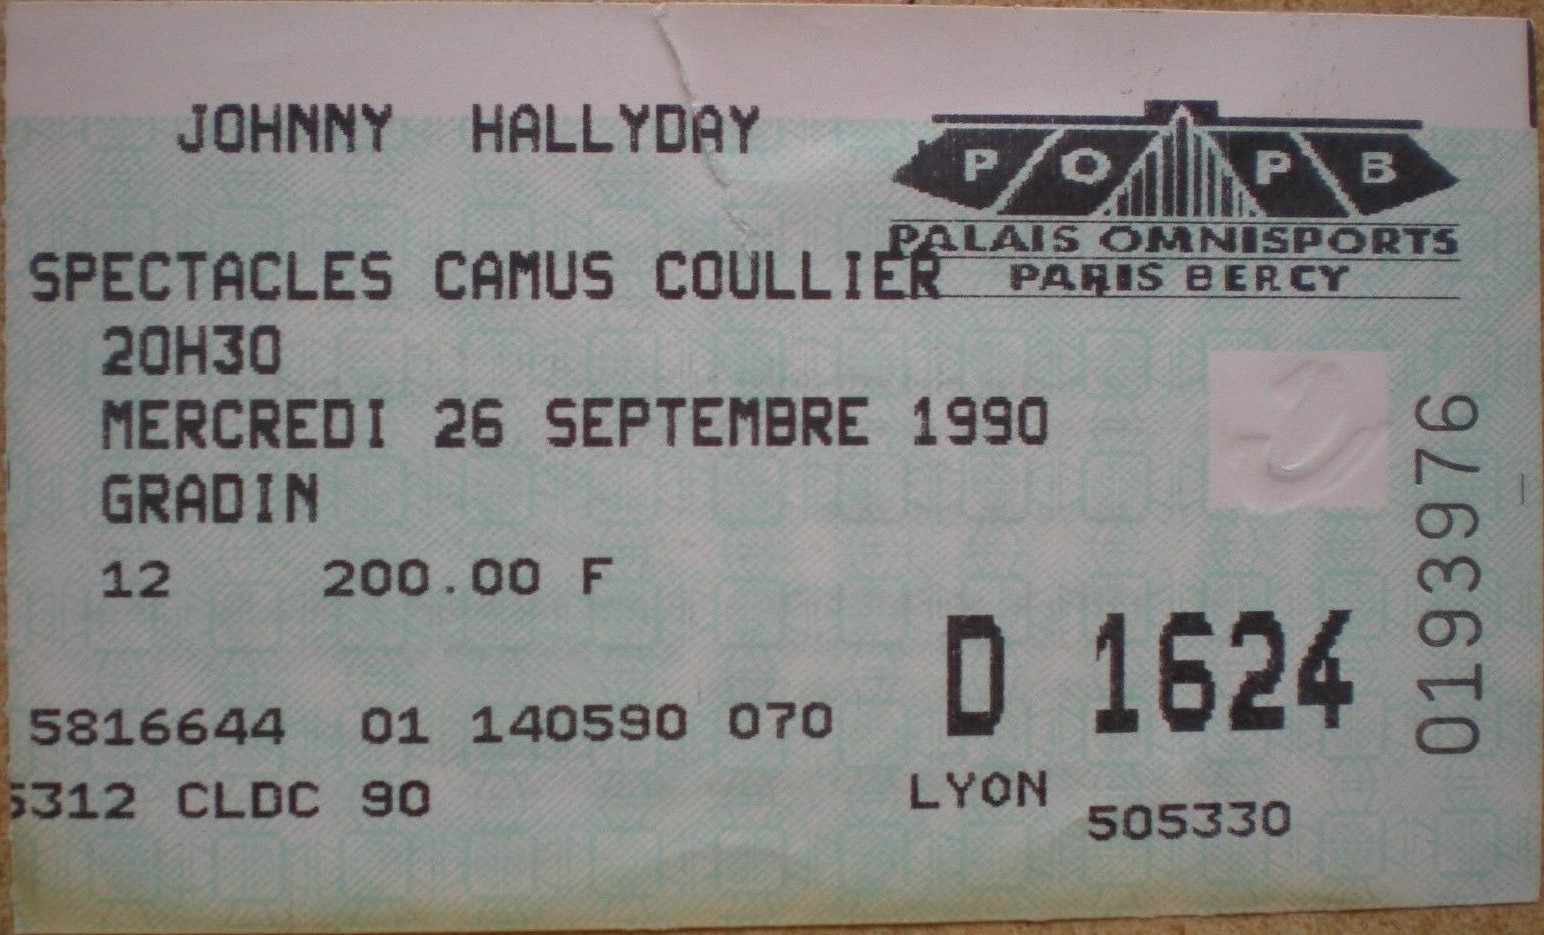 JOHNNY HALLYDAY
P O P B
PALAIS OMNISPORTS
PARIS BERCY
SPECTACLES CAMUS COULLIER
20H30
MERCREDI 26 SEPTEMBRE 1990
GRADIN
12 200.00 F
D 1624
5816644 01 140590 070
5312 CLDC 90
LYON 505330
0193976